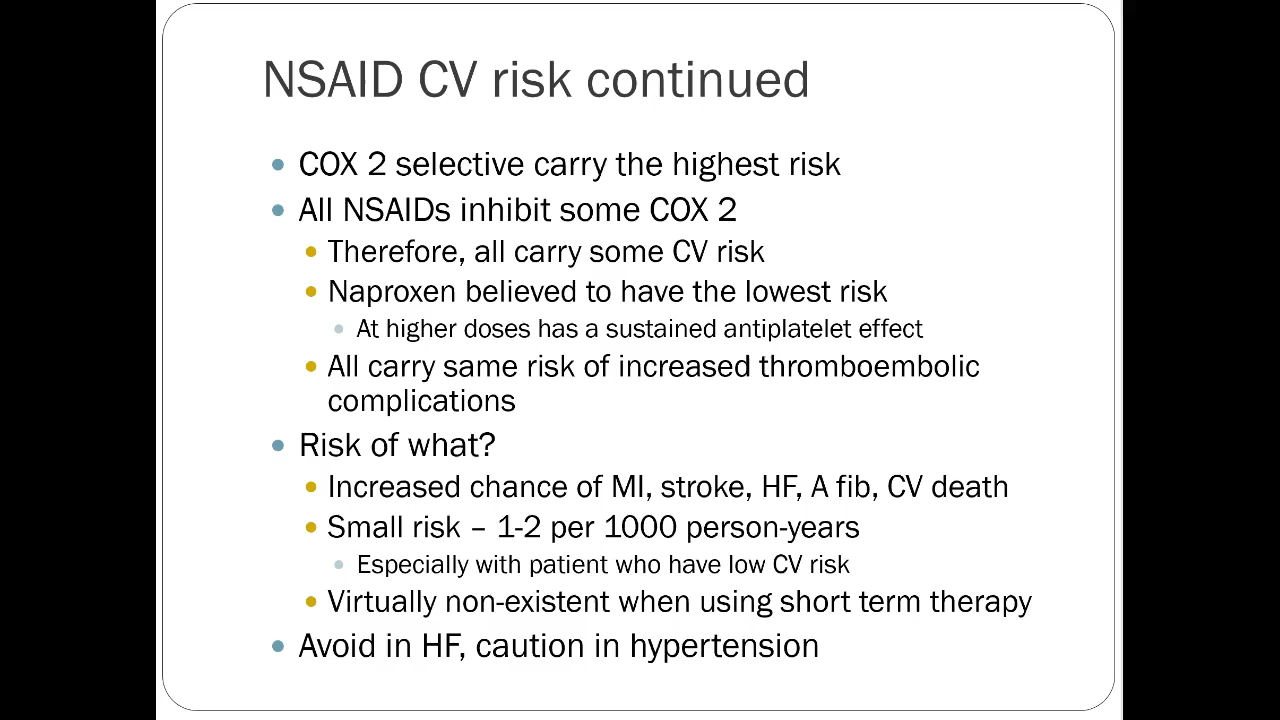 NSAID CV risk continued
COX 2 selective carry the highest risk
All NSAIDs inhibit some COX 2
Therefore, all carry some CV risk
Naproxen believed to have the lowest risk
At higher doses has a sustained antiplatelet effect
All carry same risk of increased thromboembolic
complications
Risk of what?
Increased chance of MI, stroke, HF, A fib, CV death
Small risk – 1-2 per 1000 person-years
Especially with patient who have low CV risk
Virtually non-existent when using short term therapy
Avoid in HF, caution in hypertension